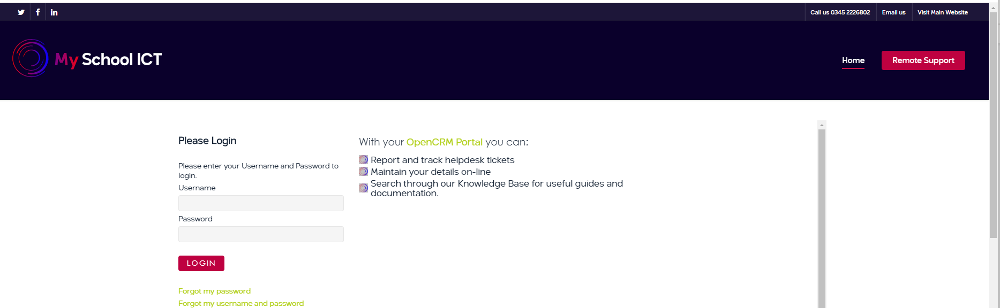 Call us 0345 2226802
Email us
Visit Main Website
My School ICT
Home
Remote Support
Please Login
Please enter your Username and Password to
login.
Username
Password
LOGIN
Forgot my password
Forgot my username and password
With your OpenCRM Portal you can:
Report and track helpdesk tickets
Maintain your details on-line
Search through our Knowledge Base for useful guides and
documentation.